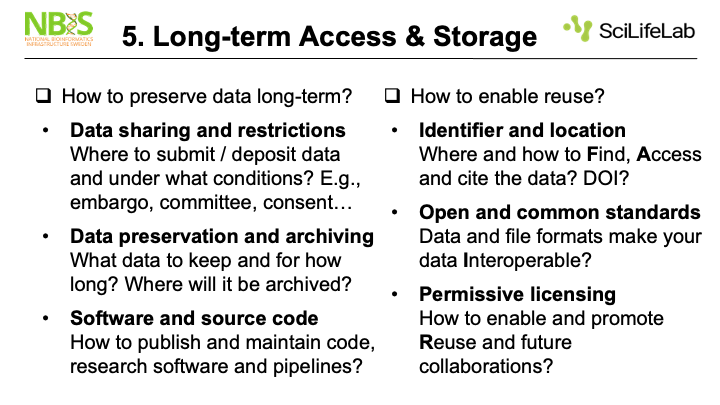 NBIS
NATIONAL BIOINFORMATICS
INFRASTRUCTURE SWEDEN
5. Long-term Access & Storage
SciLifeLab
❑ How to preserve data long-term?
• Data sharing and restrictions
Where to submit / deposit data
and under what conditions? E.g.,
embargo, committee, consent…
• Data preservation and archiving
What data to keep and for how
long? Where will it be archived?
• Software and source code
How to publish and maintain code,
research software and pipelines?
❑ How to enable reuse?
• Identifier and location
Where and how to Find, Access
and cite the data? DOI?
• Open and common standards
Data and file formats make your
data Interoperable?
• Permissive licensing
How to enable and promote
Reuse and future
collaborations?